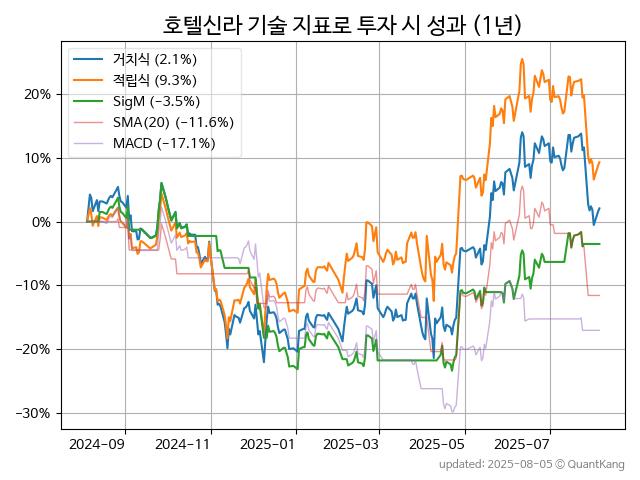 호텔신라 기술 지표로 투자 시 성과 (1년)
거치식 (2.1%)
적립식 (9.3%)
SigM (−3.5%)
SMA(20) (−11.6%)
MACD (−17.1%)
20%
10%
0%
−10%
−20%
−30%
2024−09
2024−11
2025−01
2025−03
2025−05
2025−07
updated: 2025−08−05 ⓒ QuantKang